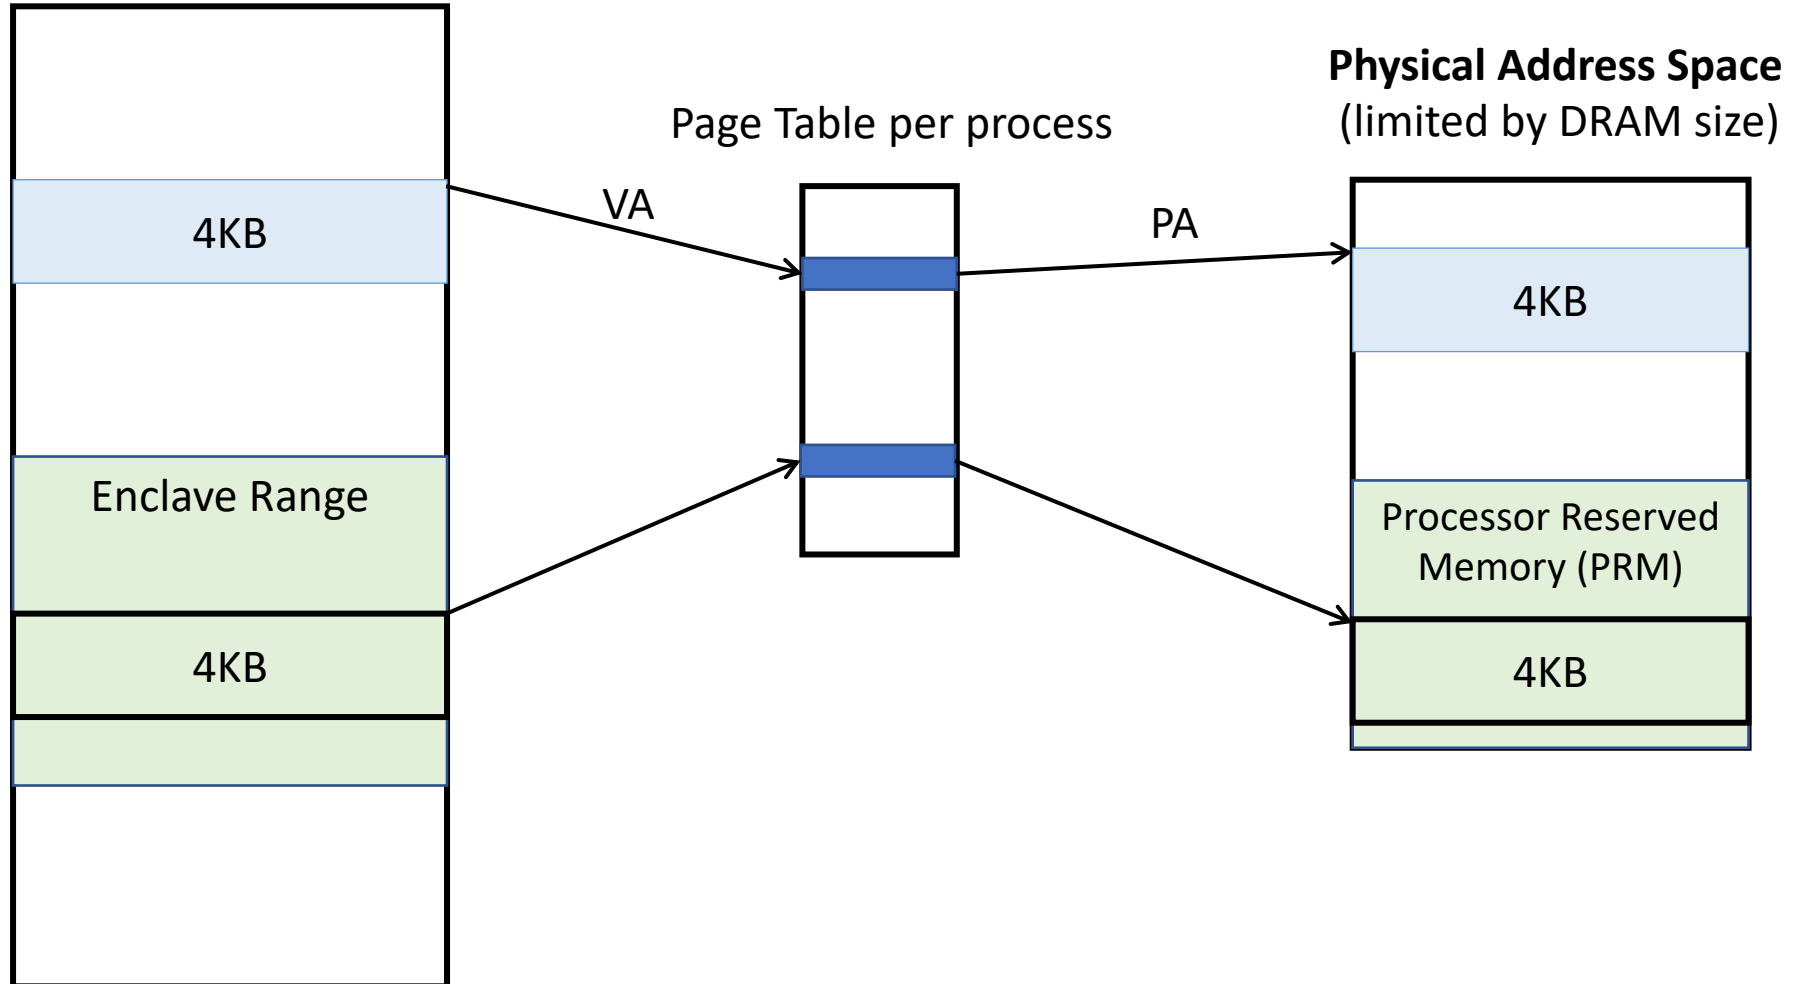 Physical Address Space
(limited by DRAM size)
Page Table per process
VA
PA
4KB
4KB
Enclave Range
Processor Reserved
Memory (PRM)
4KB
4KB